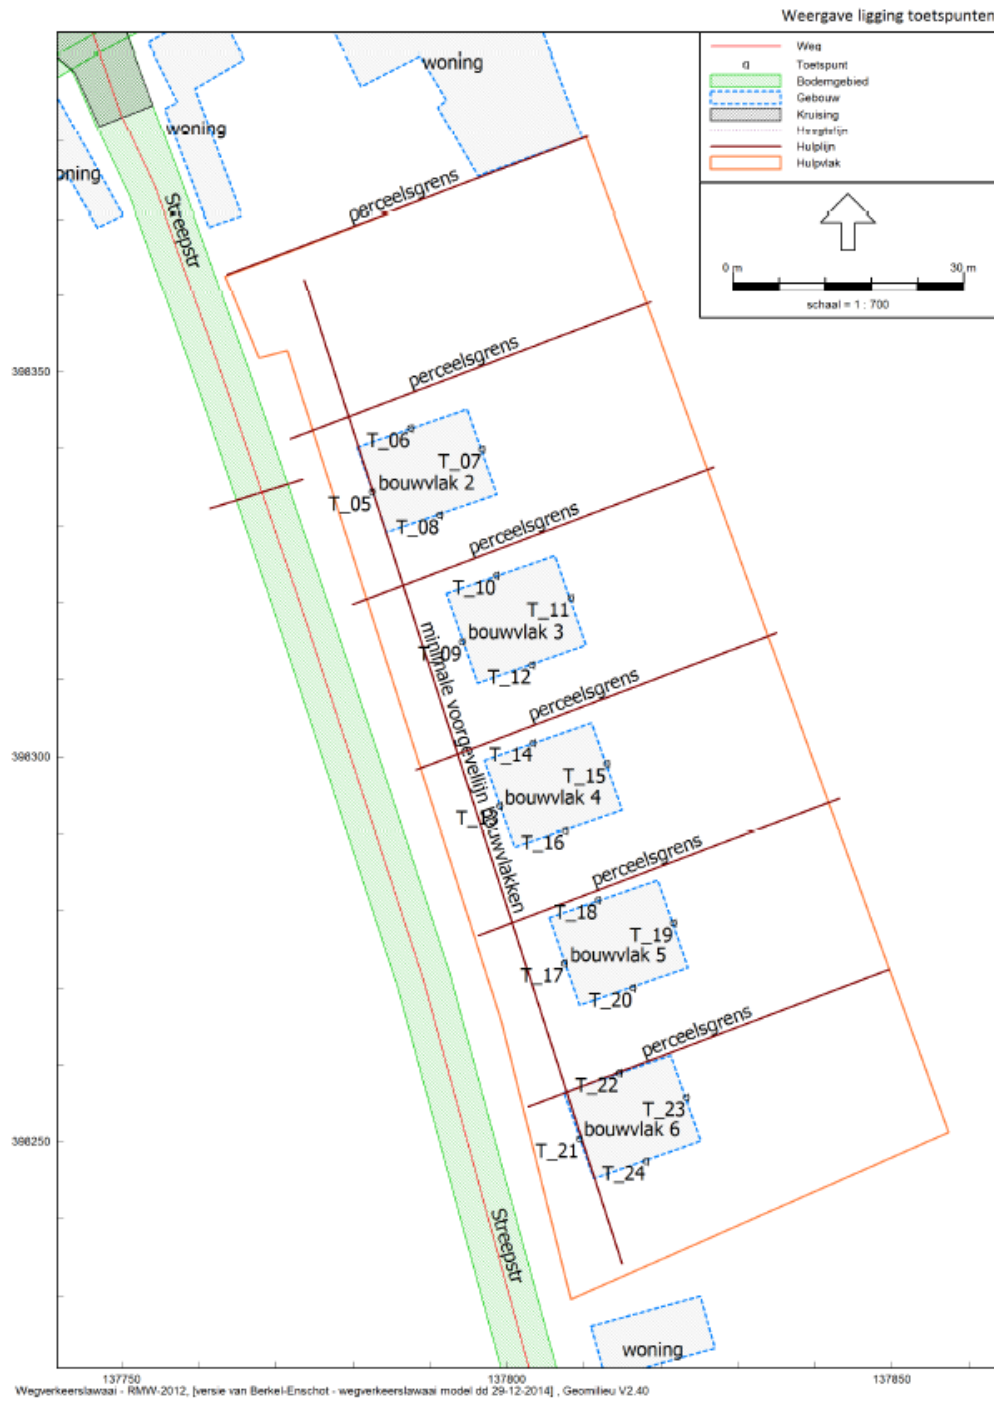 Weergave ligging toetspunten
Weg
Toetspunt
Bodemgebied
Gebouw
Kruising
Hoogtelijn
Hulplijn
Hulpvlak
0 m 30 m
schaal = 1 : 700
woning
woning
oning
Streepstr
perceelsgrens
perceelsgrens
398350
T_06
T_07
bouwvlak 2
T_05
T_08
perceelsgrens
T_10
T_11
bouwvlak 3
T_09
T_12
minimale voorgevellijn bouwvlakken
perceelsgrens
398300
T_14
T_15
bouwvlak 4
T_16
perceelsgrens
T_18
T_19
bouwvlak 5
T_17
T_20
perceelsgrens
T_22
T_23
bouwvlak 6
398250
T_21
T_24
Streepstr
woning
137750 137800 137850
Wegverkeerslawaai - RMW-2012, [versie van Berkel-Enschot - wegverkeerslawaai model dd 29-12-2014] , Geomilieu V2.40